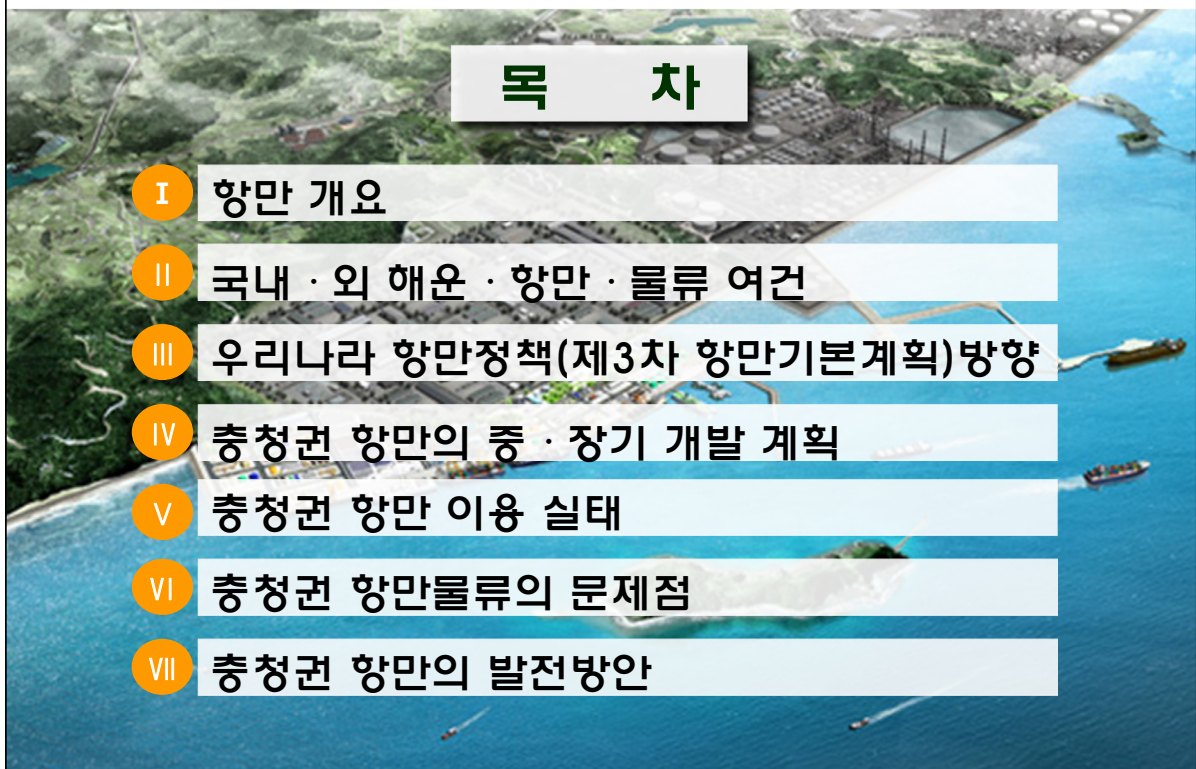 목 차
Ⅰ 항만 개요
Ⅱ 국내 · 외 해운 · 항만 · 물류 여건
Ⅲ 우리나라 항만정책(제3차 항만기본계획)방향
Ⅳ 충청권 항만의 중 · 장기 개발 계획
Ⅴ 충청권 항만 이용 실태
Ⅵ 충청권 항만물류의 문제점
Ⅶ 충청권 항만의 발전방안